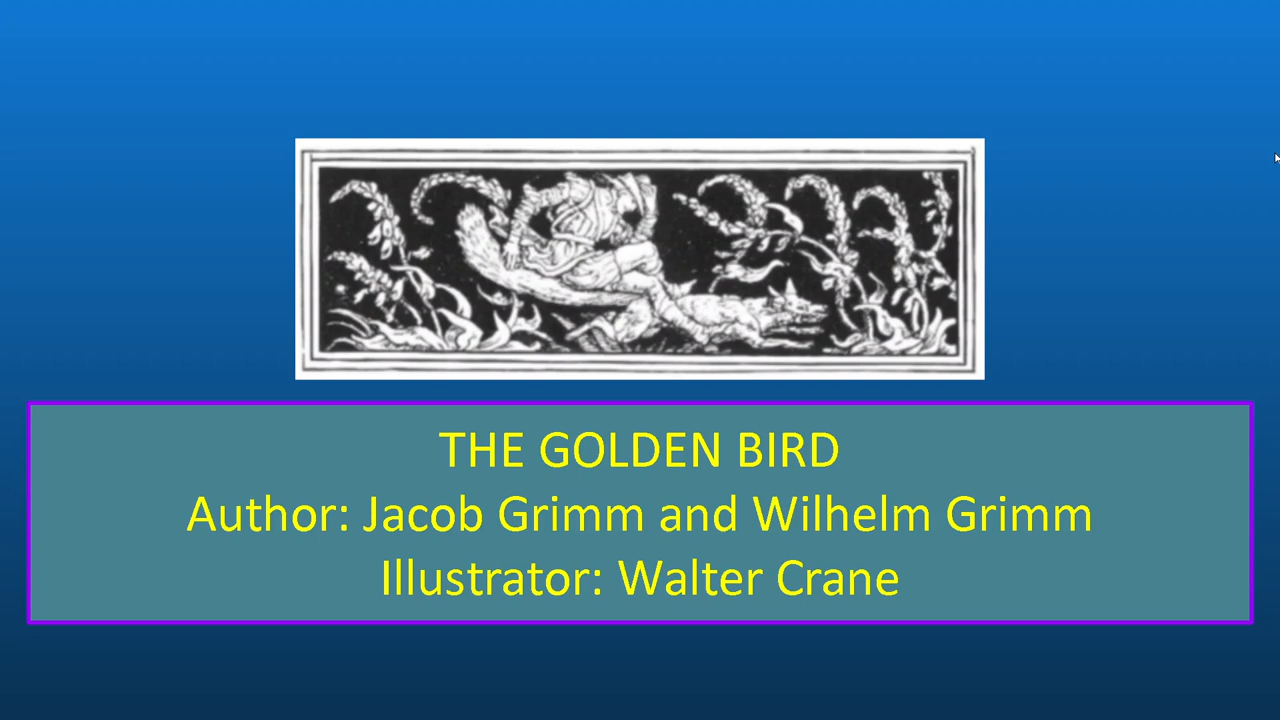 THE GOLDEN BIRD
Author: Jacob Grimm and Wilhelm Grimm
Illustrator: Walter Crane